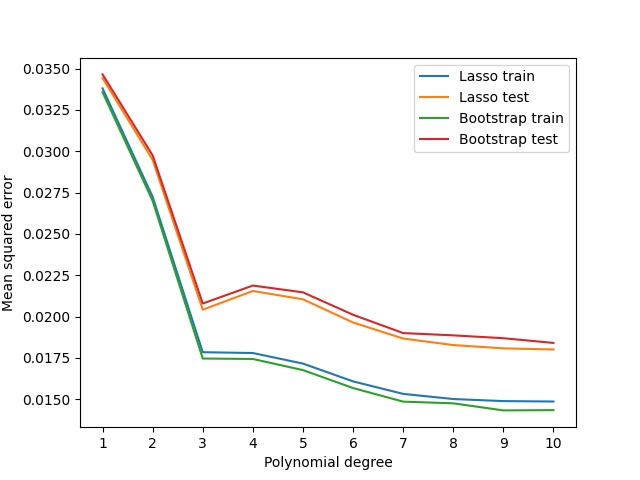 0.0350
0.0325
0.0300
0.0275
0.0250
0.0225
0.0200
0.0175
0.0150
Mean squared error
1 2 3 4 5 6 7 8 9 10
Polynomial degree
Lasso train
Lasso test
Bootstrap train
Bootstrap test